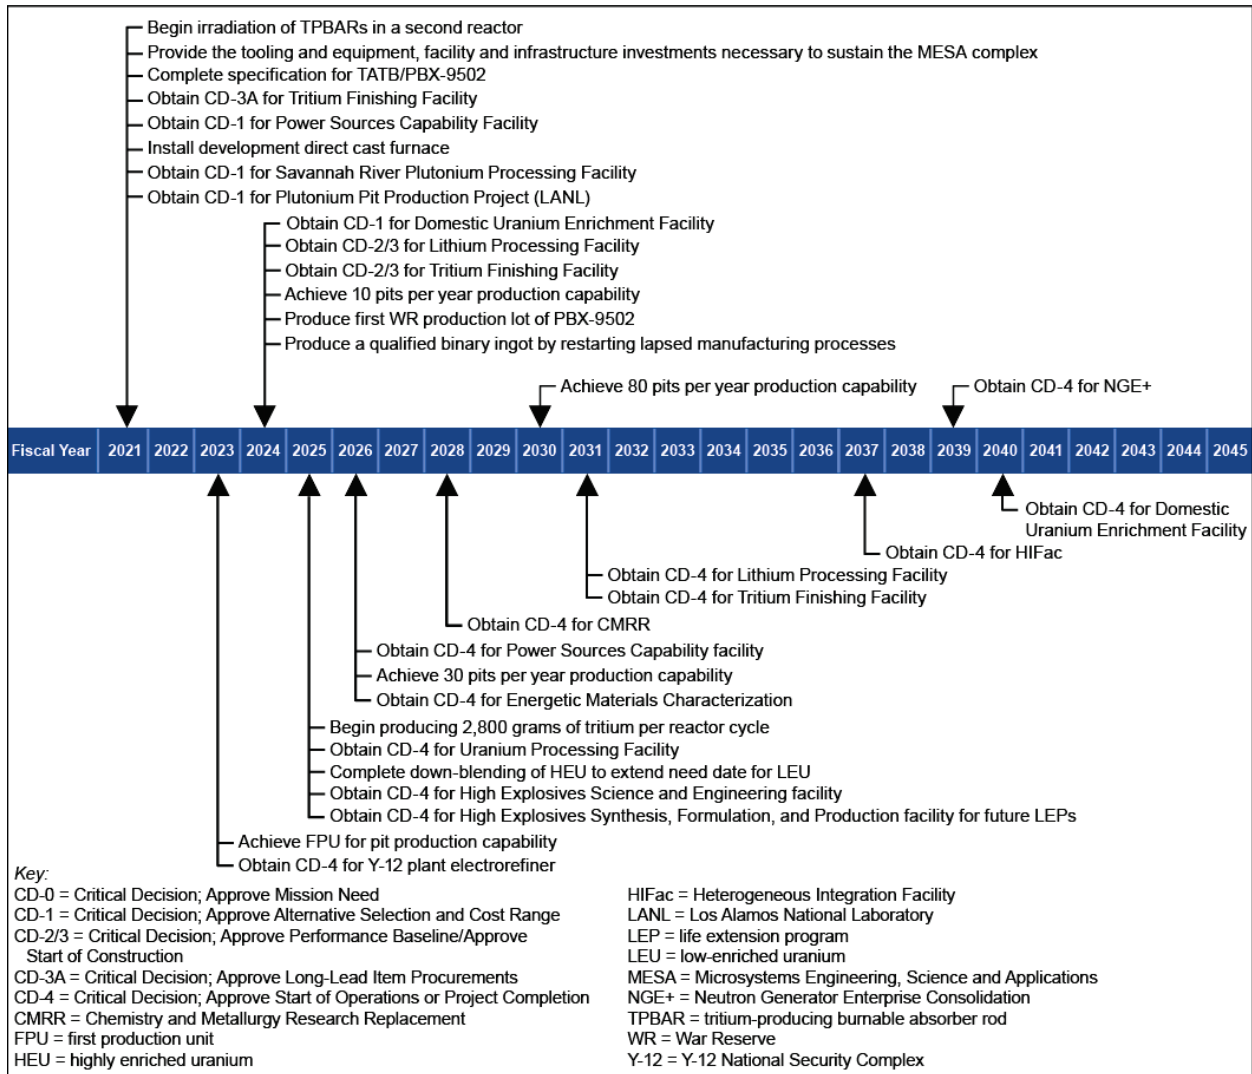 Begin irradiation of TPBARs in a second reactor
Provide the tooling and equipment, facility and infrastructure investments necessary to sustain the MESA complex
Complete specification for TATB/PBX-9502
Obtain CD-3A for Tritium Finishing Facility
Obtain CD-1 for Power Sources Capability Facility
Install development direct cast furnace
Obtain CD-1 for Savannah River Plutonium Processing Facility
Obtain CD-1 for Plutonium Pit Production Project (LANL)
Obtain CD-1 for Domestic Uranium Enrichment Facility
Obtain CD-2/3 for Lithium Processing Facility
Obtain CD-2/3 for Tritium Finishing Facility
Achieve 10 pits per year production capability
Produce first WR production lot of PBX-9502
Produce a qualified binary ingot by restarting lapsed manufacturing processes
Achieve 80 pits per year production capability
Obtain CD-4 for NGE+
Fiscal Year 2021 2022 2023 2024 2025 2026 2027 2028 2029 2030 2031 2032 2033 2034 2035 2036 2037 2038 2039 2040 2041 2042 2043 2044 2045
Obtain CD-4 for Domestic
Uranium Enrichment Facility
Obtain CD-4 for HIFac
Obtain CD-4 for Lithium Processing Facility
Obtain CD-4 for Tritium Finishing Facility
Obtain CD-4 for CMRR
Obtain CD-4 for Power Sources Capability facility
Achieve 30 pits per year production capability
Obtain CD-4 for Energetic Materials Characterization
Begin producing 2,800 grams of tritium per reactor cycle
Obtain CD-4 for Uranium Processing Facility
Complete down-blending of HEU to extend need date for LEU
Obtain CD-4 for High Explosives Science and Engineering facility
Obtain CD-4 for High Explosives Synthesis, Formulation, and Production facility for future LEPs
Achieve FPU for pit production capability
Obtain CD-4 for Y-12 plant electrorefiner
Key:
CD-0 = Critical Decision; Approve Mission Need
CD-1 = Critical Decision; Approve Alternative Selection and Cost Range
CD-2/3 = Critical Decision; Approve Performance Baseline/Approve
Start of Construction
CD-3A = Critical Decision; Approve Long-Lead Item Procurements
CD-4 = Critical Decision; Approve Start of Operations or Project Completion
CMRR = Chemistry and Metallurgy Research Replacement
FPU = first production unit
HEU = highly enriched uranium
HIFac = Heterogeneous Integration Facility
LANL = Los Alamos National Laboratory
LEP = life extension program
LEU = low-enriched uranium
MESA = Microsystems Engineering, Science and Applications
NGE+ = Neutron Generator Enterprise Consolidation
TPBAR = tritium-producing burnable absorber rod
WR = War Reserve
Y-12 = Y-12 National Security Complex